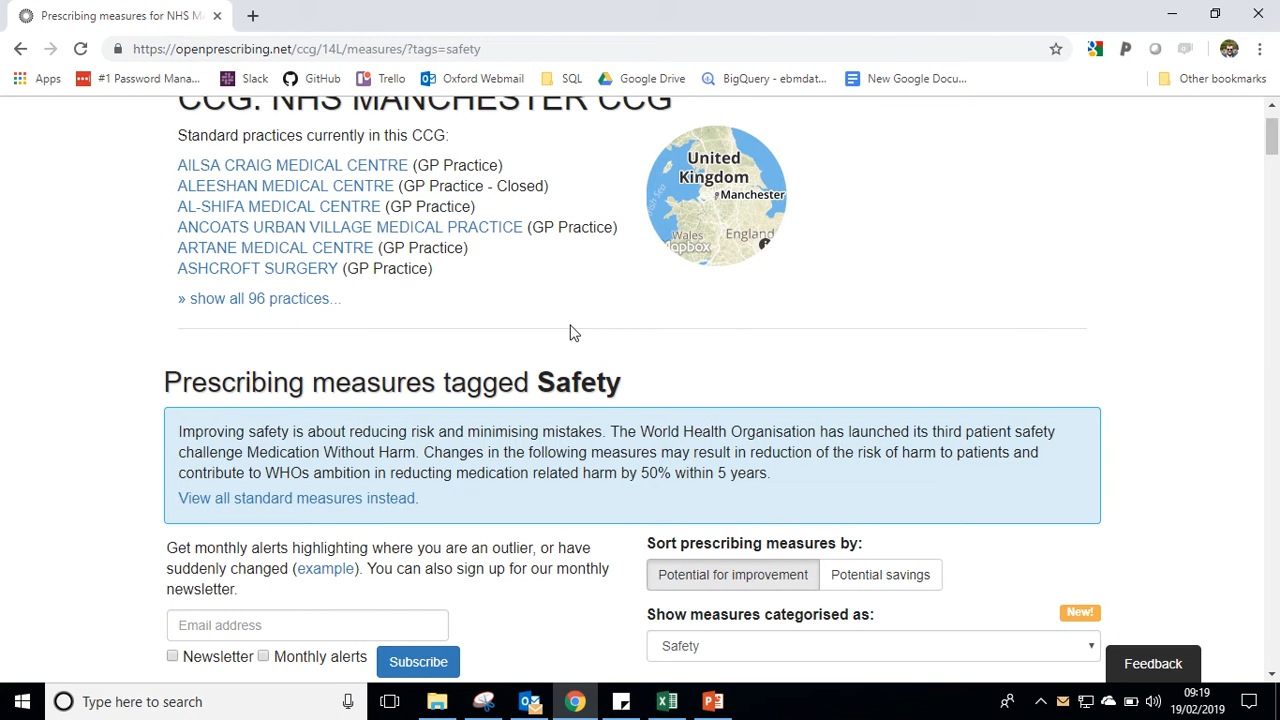 Prescribing measures for NHS M
https://openprescribing.net/ccg/14L/measures/?tags=safety
Apps
#1 Password Mana...
Slack
GitHub
Trello
Oxford Webmail
SQL
Google Drive
BigQuery - ebmdat...
New Google Docu...
Other bookmarks
CCG: NHS MANCHESTER CCG
Standard practices currently in this CCG:
AILSA CRAIG MEDICAL CENTRE (GP Practice)
ALEESHAN MEDICAL CENTRE (GP Practice - Closed)
AL-SHIFA MEDICAL CENTRE (GP Practice)
ANCOATS URBAN VILLAGE MEDICAL PRACTICE (GP Practice)
ARTANE MEDICAL CENTRE (GP Practice)
ASHCROFT SURGERY (GP Practice)
» show all 96 practices...
United
Kingdom
Manchester
Wales
England
mapbox
Prescribing measures tagged Safety
Improving safety is about reducing risk and minimising mistakes. The World Health Organisation has launched its third patient safety
challenge Medication Without Harm. Changes in the following measures may result in reduction of the risk of harm to patients and
contribute to WHOs ambition in reducting medication related harm by 50% within 5 years.
View all standard measures instead.
Get monthly alerts highlighting where you are an outlier, or have
suddenly changed (example). You can also sign up for our monthly
newsletter.
Email address
Newsletter Monthly alerts Subscribe
Sort prescribing measures by:
Potential for improvement Potential savings
Show measures categorised as: New!
Safety
Feedback
Type here to search
09:19
19/02/2019